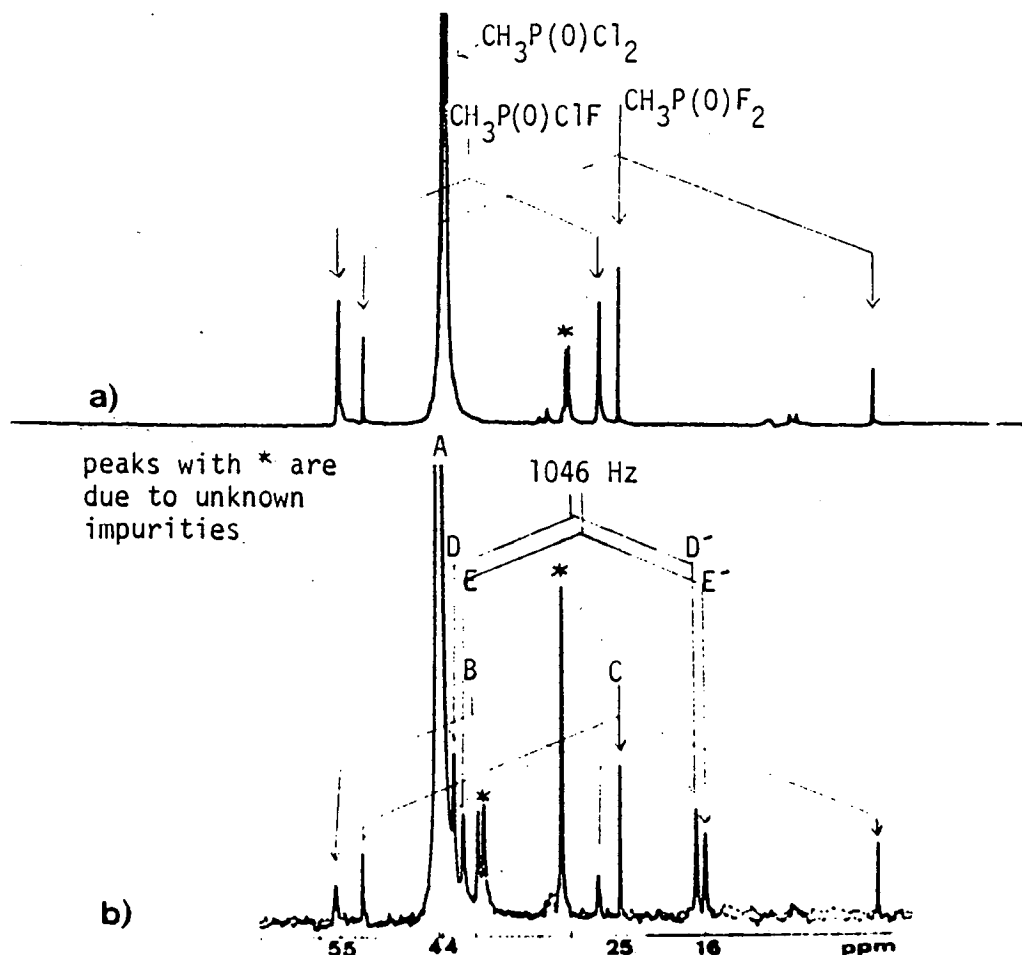 CH3P(O)Cl2
CH3P(O)ClF
CH3P(O)F2
*
a)
A
peaks with * are
due to unknown
impurities
1046 Hz
D
D´
E
*
E´
B
C
*
b)
55
44
25
16
ppm